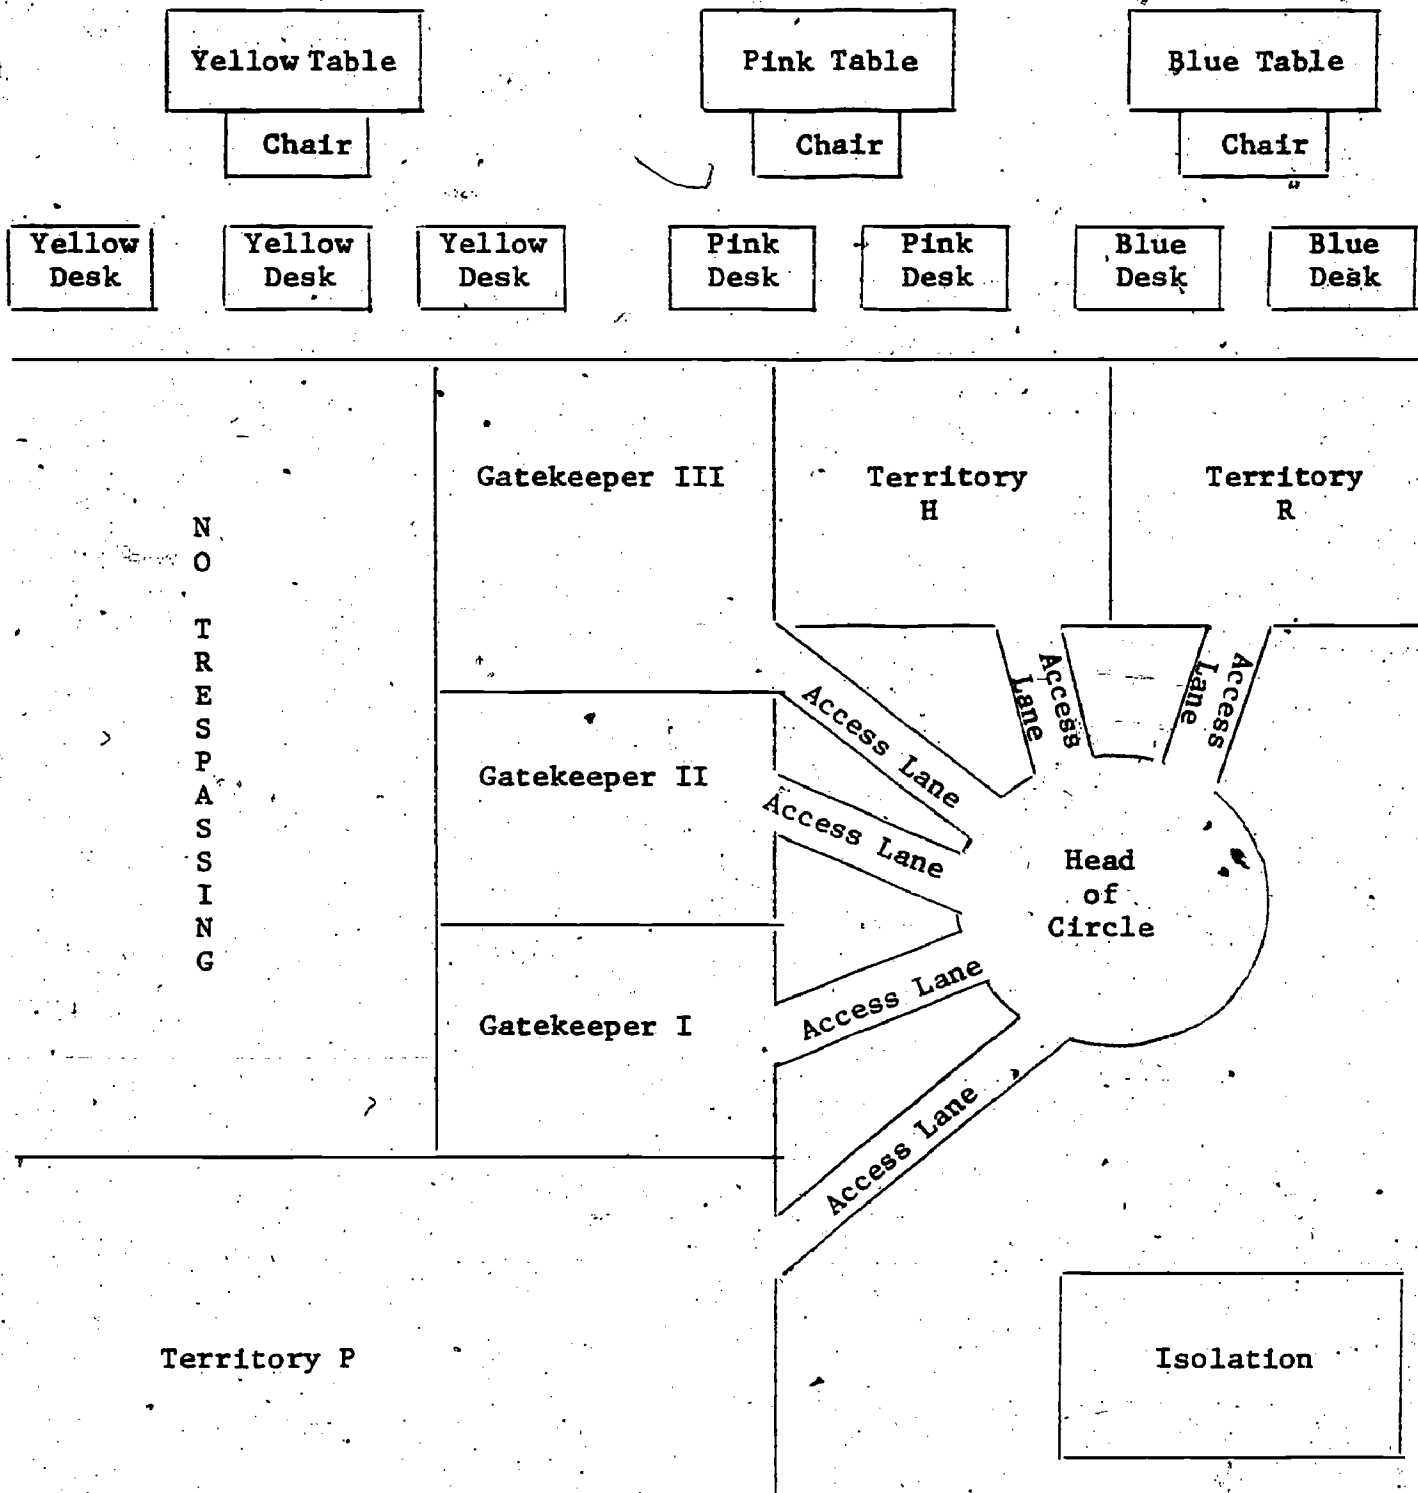 Yellow Table
Pink Table
Blue Table
Chair
Chair
Chair
Yellow
Desk
Yellow
Desk
Yellow
Desk
Pink
Desk
Pink
Desk
Blue
Desk
Blue
Desk
NO TRESPASSING
Gatekeeper III
Territory
H
Territory
R
Access
Lane
Access
Lane
Access Lane
Gatekeeper II
Access Lane
Head
of
Circle
Access Lane
Gatekeeper I
Access Lane
Territory P
Isolation